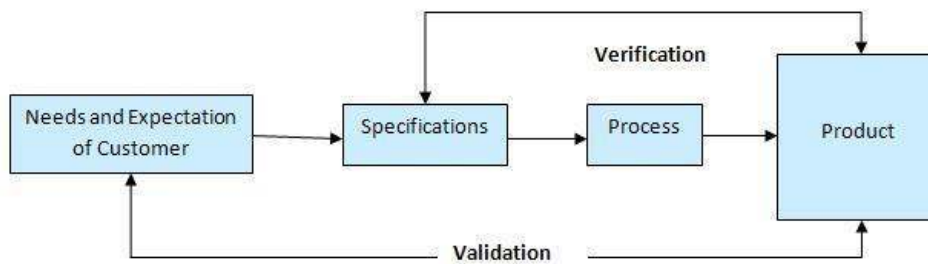 Verification
Needs and Expectation
of Customer
Specifications
Process
Product
Validation